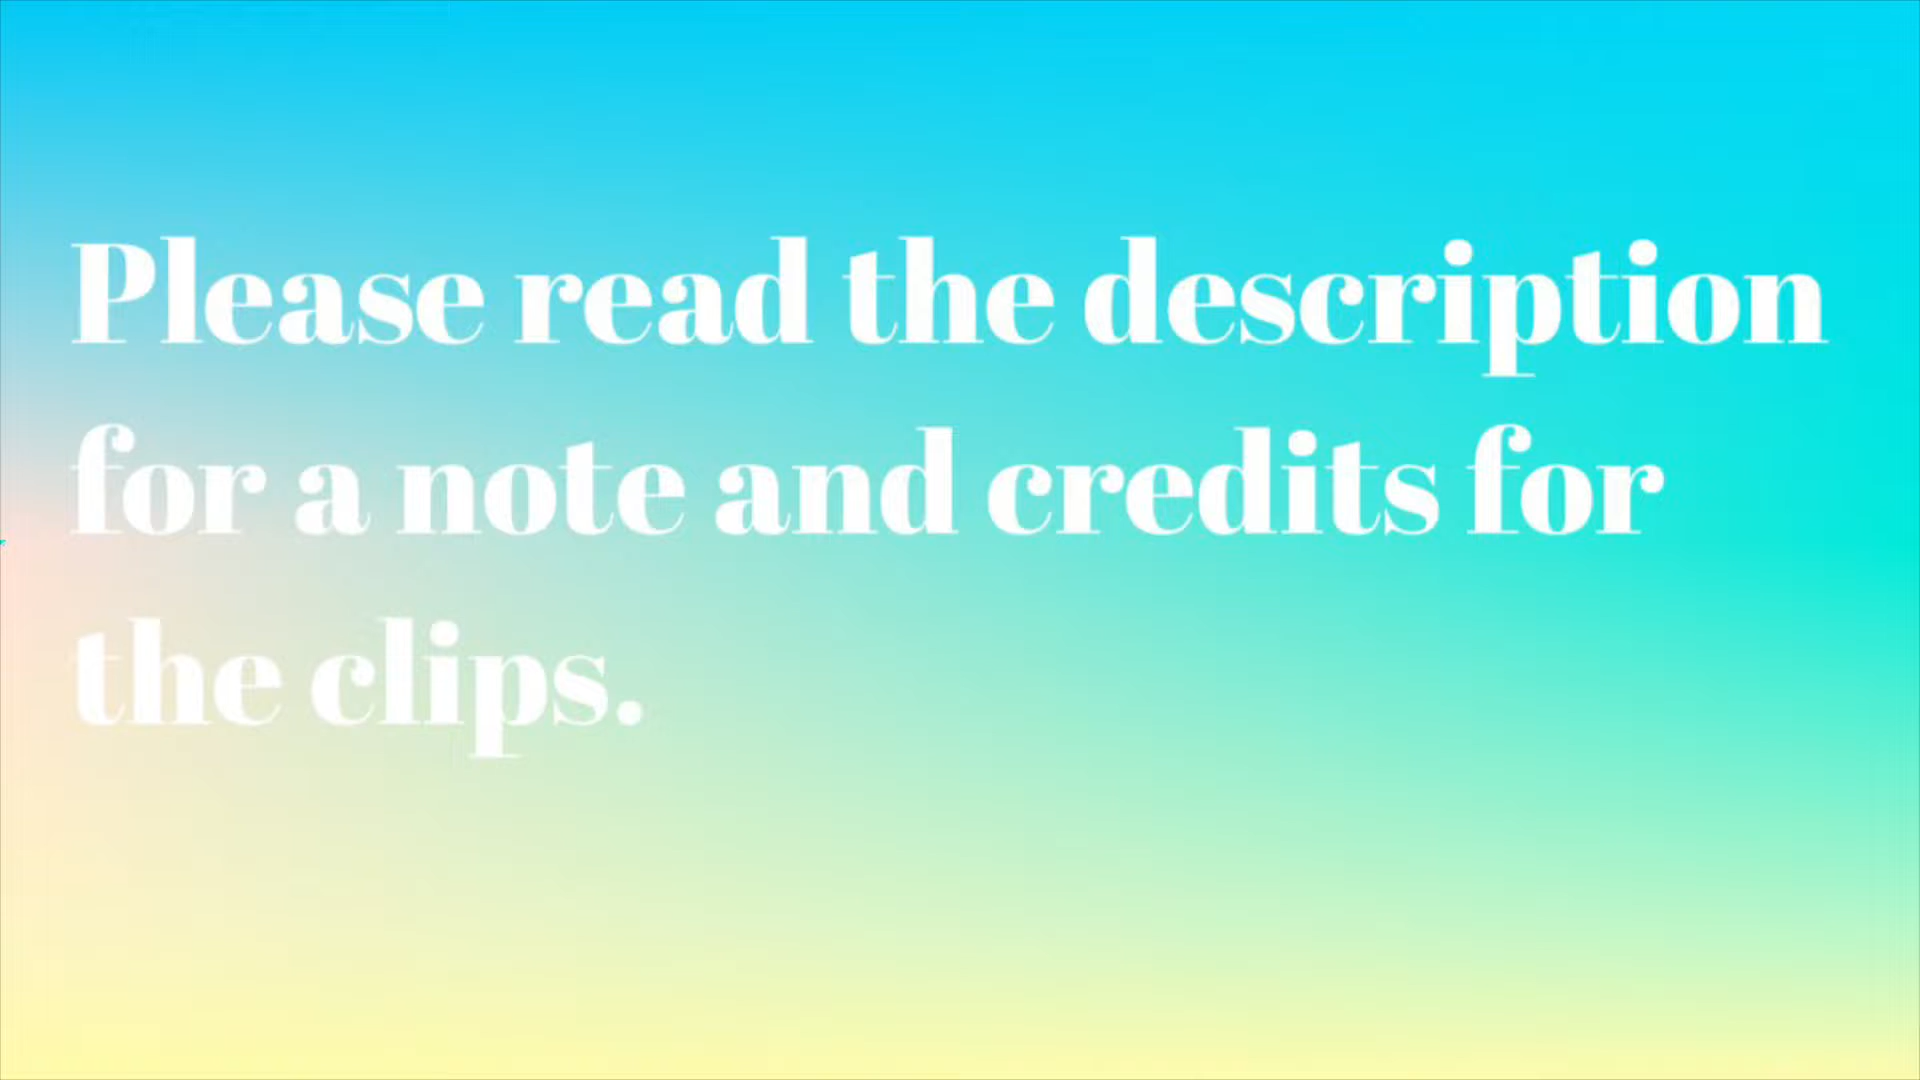 Please read the description
for a note and credits for
the clips.